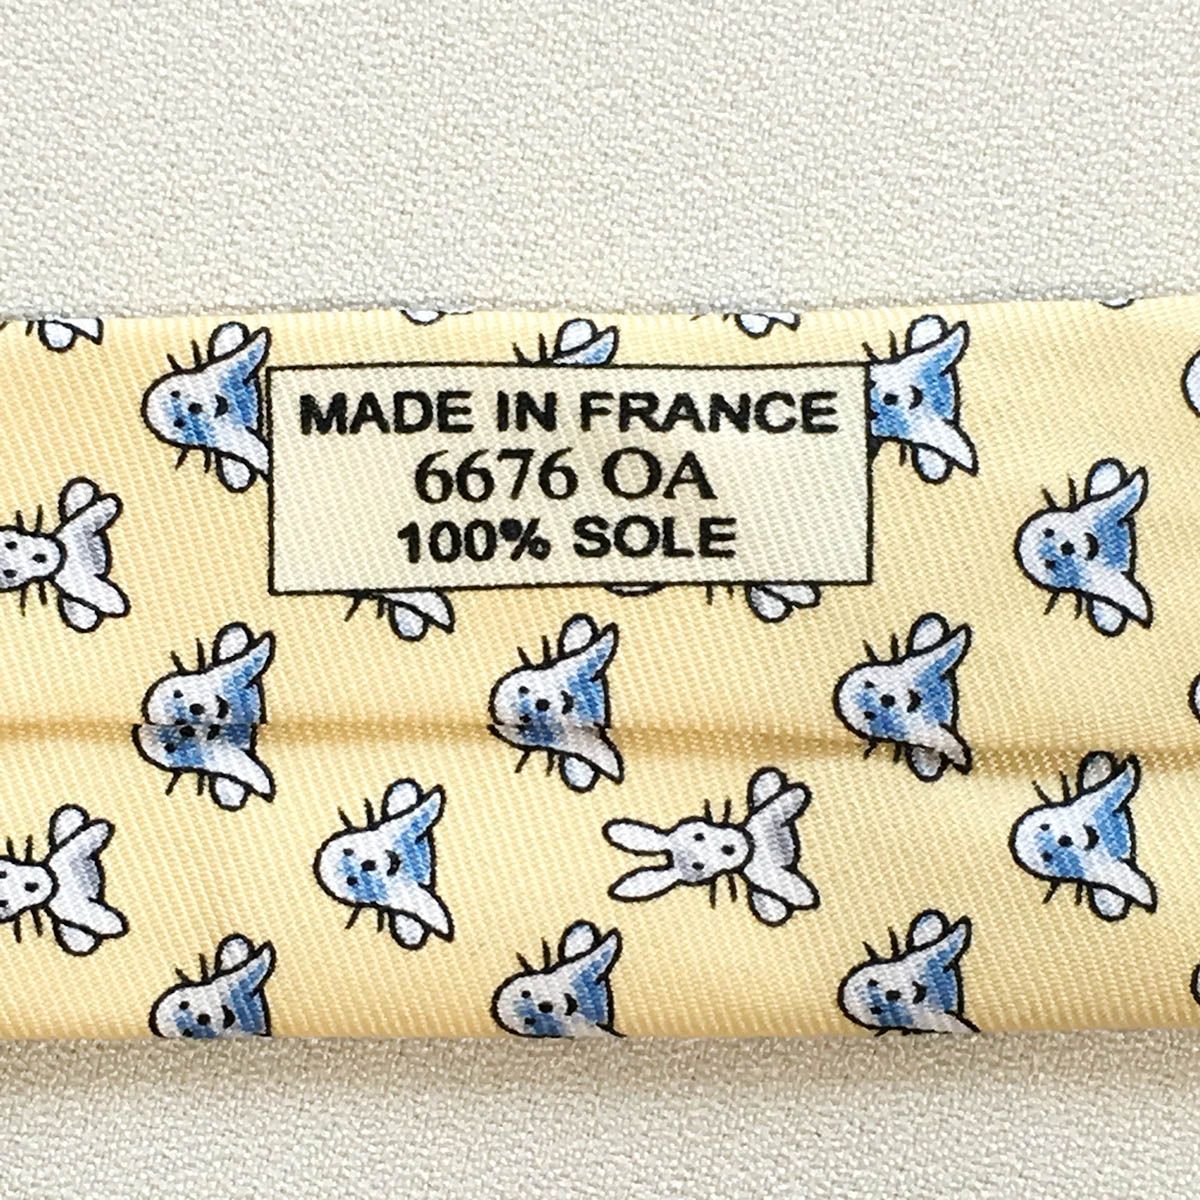 MADE IN FRANCE
6676 OA
100% SOLE